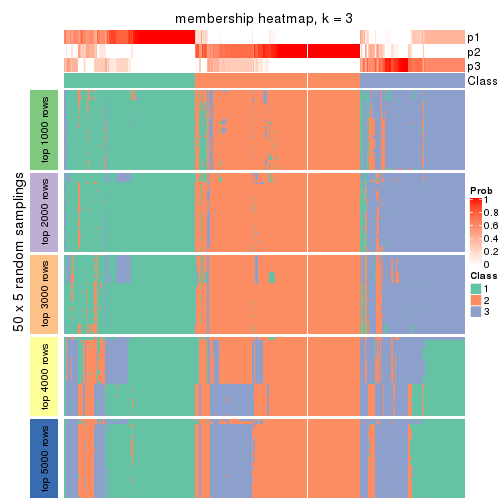 membership heatmap, k = 3
p1
p2
p3
Class
50 x 5 random samplings
top 1000 rows
top 2000 rows
top 3000 rows
top 4000 rows
top 5000 rows
Prob
1
0.8
0.6
0.4
0.2
0
Class
1
2
3